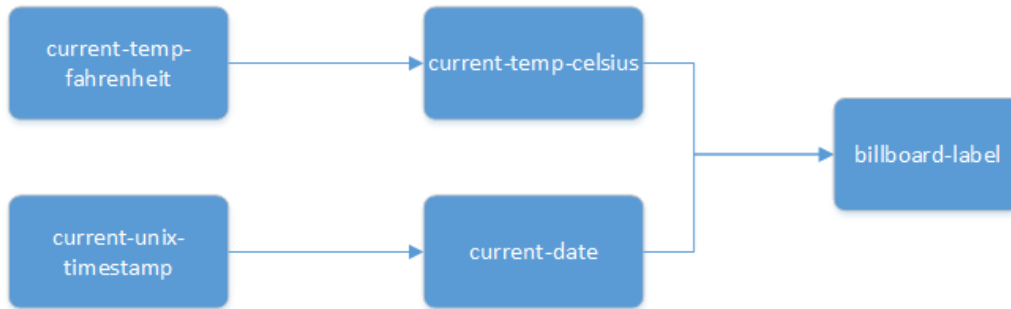 current-temp-
fahrenheit
current-temp-celsius
billboard-label
current-unix-
timestamp
current-date